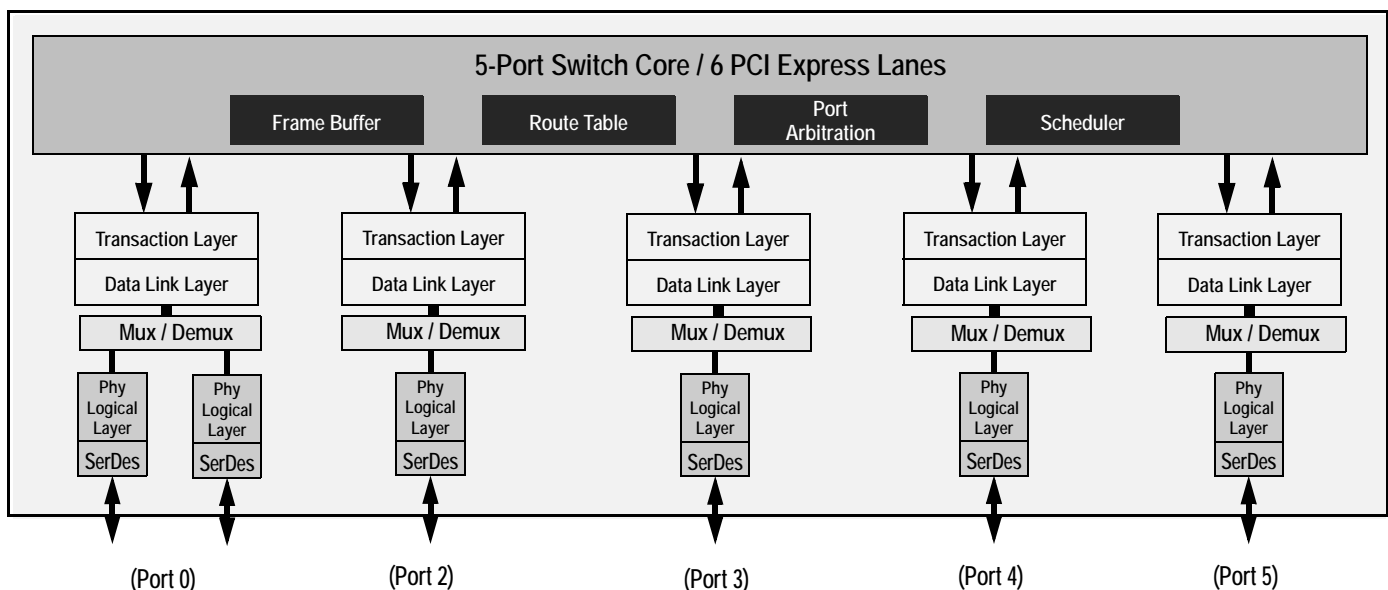 5-Port Switch Core / 6 PCI Express Lanes
Frame Buffer
Route Table
Port
Arbitration
Scheduler
Transaction Layer
Data Link Layer
Mux / Demux
Phy
Logical
Layer
SerDes
Phy
Logical
Layer
SerDes
(Port 0)
Transaction Layer
Data Link Layer
Mux / Demux
Phy
Logical
Layer
SerDes
(Port 2)
Transaction Layer
Data Link Layer
Mux / Demux
Phy
Logical
Layer
SerDes
(Port 3)
Transaction Layer
Data Link Layer
Mux / Demux
Phy
Logical
Layer
SerDes
(Port 4)
Transaction Layer
Data Link Layer
Mux / Demux
Phy
Logical
Layer
SerDes
(Port 5)